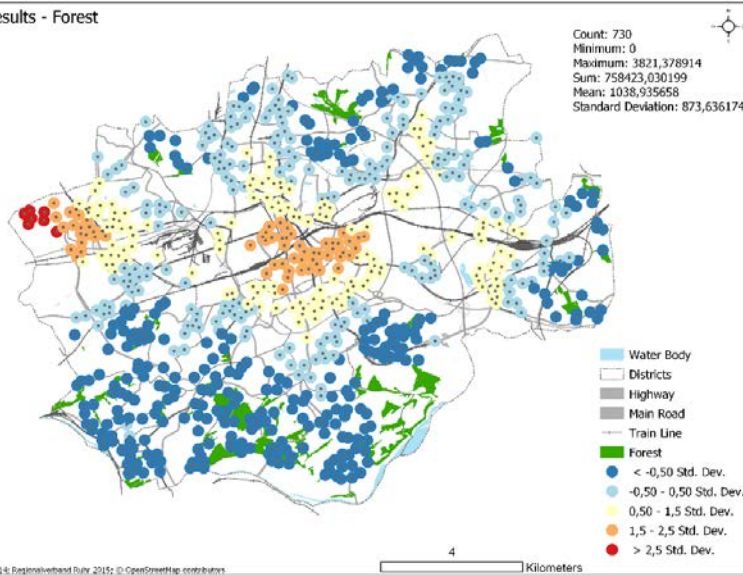 esults - Forest
Count: 730
Minimum: 0
Maximum: 3821,378914
Sum: 758423,030199
Mean: 1038,935658
Standard Deviation: 873,636174
Water Body
Districts
Highway
Main Road
Train Line
Forest
< -0,50 Std. Dev.
-0,50 - 0,50 Std. Dev.
0,50 - 1,5 Std. Dev.
1,5 - 2,5 Std. Dev.
> 2,5 Std. Dev.
4
Kilometers
14; Regionalverband Ruhr 2015; © OpenStreetMap contributors